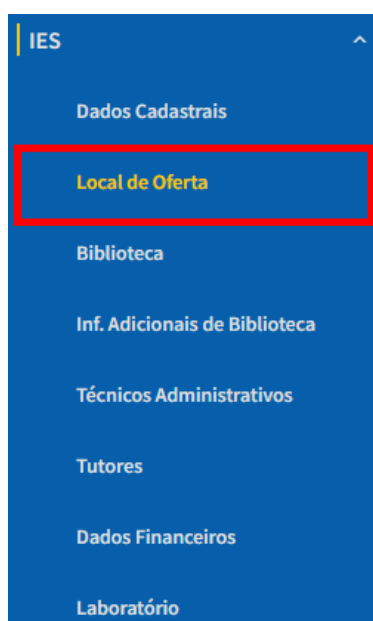 IES
Dados Cadastrais
Local de Oferta
Biblioteca
Inf. Adicionais de Biblioteca
Técnicos Administrativos
Tutores
Dados Financeiros
Laboratório